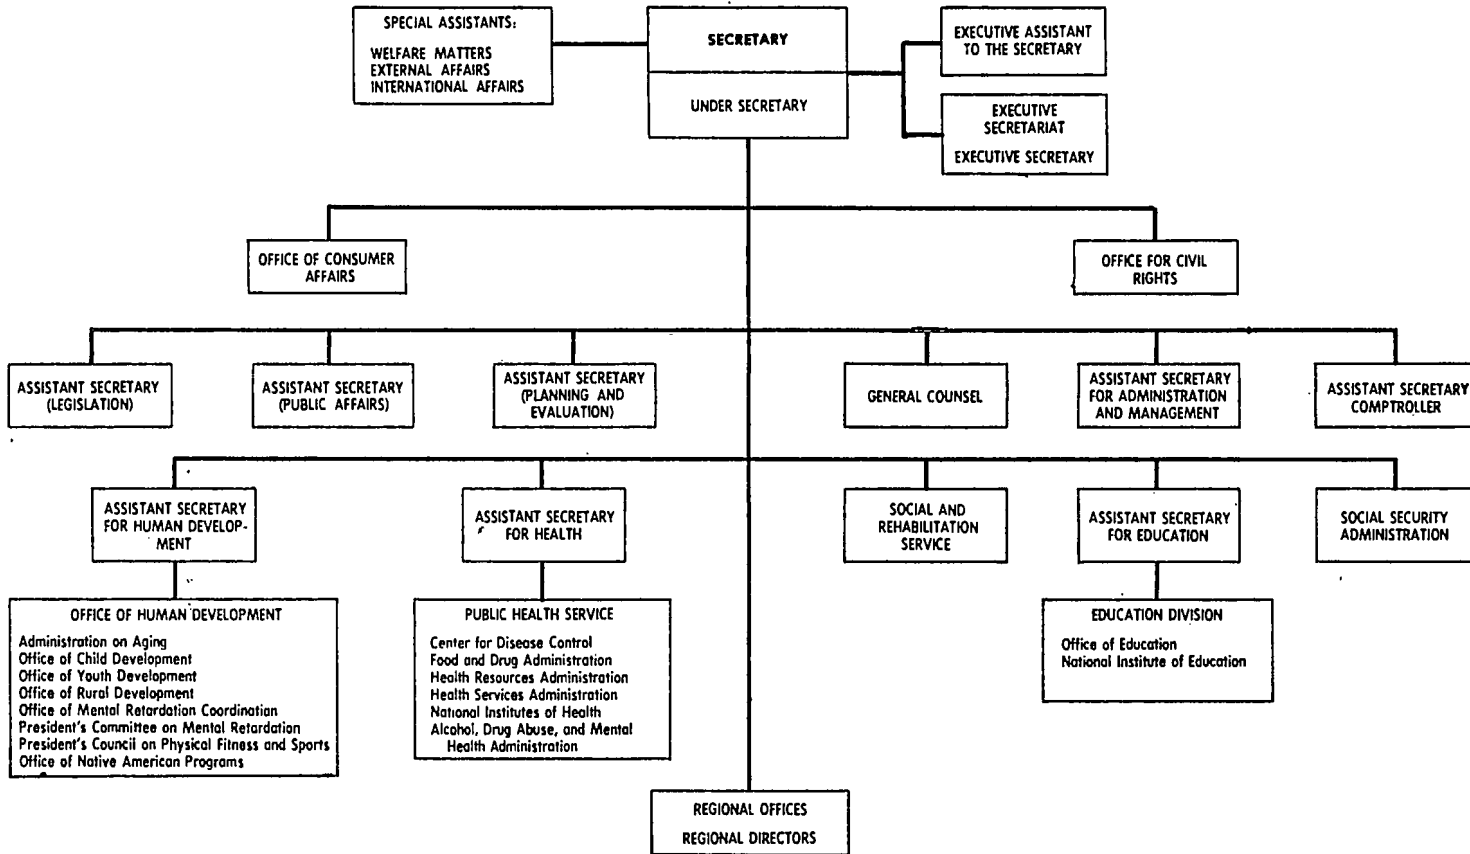 SPECIAL ASSISTANTS:
WELFARE MATTERS
EXTERNAL AFFAIRS
INTERNATIONAL AFFAIRS
SECRETARY
UNDER SECRETARY
EXECUTIVE ASSISTANT
TO THE SECRETARY
EXECUTIVE
SECRETARIAT
EXECUTIVE SECRETARY
OFFICE OF CONSUMER
AFFAIRS
OFFICE FOR CIVIL
RIGHTS
ASSISTANT SECRETARY
(LEGISLATION)
ASSISTANT SECRETARY
(PUBLIC AFFAIRS)
ASSISTANT SECRETARY
(PLANNING AND
EVALUATION)
GENERAL COUNSEL
ASSISTANT SECRETARY
FOR ADMINISTRATION
AND MANAGEMENT
ASSISTANT SECRETARY
COMPTROLLER
ASSISTANT SECRETARY
FOR HUMAN DEVELOP-
MENT
ASSISTANT SECRETARY
FOR HEALTH
SOCIAL AND
REHABILITATION
SERVICE
ASSISTANT SECRETARY
FOR EDUCATION
SOCIAL SECURITY
ADMINISTRATION
OFFICE OF HUMAN DEVELOPMENT
Administration on Aging
Office of Child Development
Office of Youth Development
Office of Rural Development
Office of Mental Retardation Coordination
President's Committee on Mental Retardation
President's Council on Physical Fitness and Sports
Office of Native American Programs
PUBLIC HEALTH SERVICE
Center for Disease Control
Food and Drug Administration
Health Resources Administration
Health Services Administration
National Institutes of Health
Alcohol, Drug Abuse, and Mental
Health Administration
EDUCATION DIVISION
Office of Education
National Institute of Education
REGIONAL OFFICES
REGIONAL DIRECTORS